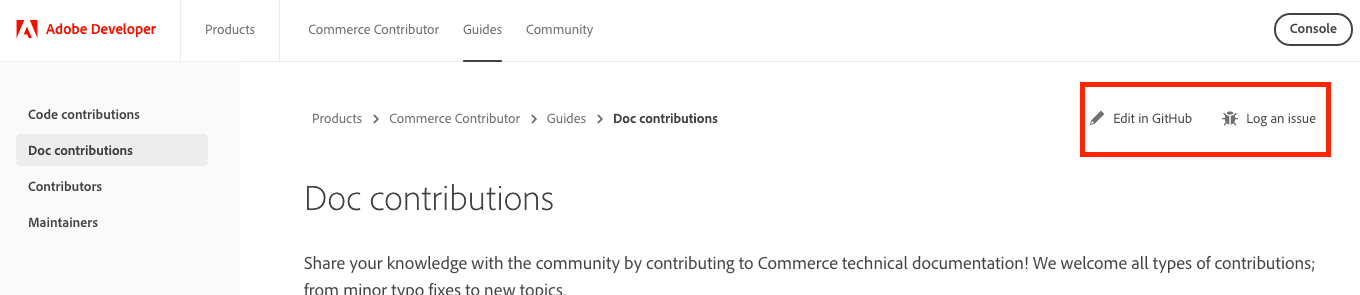 Adobe Developer
Products
Commerce Contributor
Guides
Community
Console
Code contributions
Doc contributions
Contributors
Maintainers
Products > Commerce Contributor > Guides > Doc contributions
Edit in GitHub
Log an issue
Doc contributions
Share your knowledge with the community by contributing to Commerce technical documentation! We welcome all types of contributions;
from minor typo fixes to new topics.